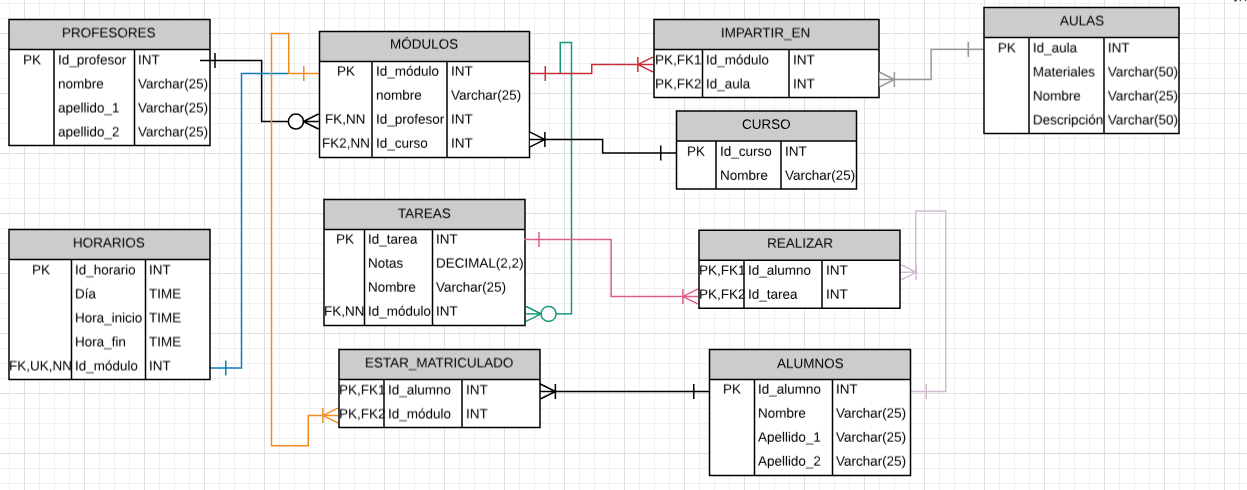 PROFESORES
PK Id_profesor INT
nombre Varchar(25)
apellido_1 Varchar(25)
apellido_2 Varchar(25)
MÓDULOS
PK Id_módulo INT
nombre Varchar(25)
FK,NN Id_profesor INT
FK2,NN Id_curso INT
IMPARTIR_EN
PK,FK1 Id_módulo INT
PK,FK2 Id_aula INT
AULAS
PK Id_aula INT
Materiales Varchar(50)
Nombre Varchar(25)
Descripción Varchar(50)
CURSO
PK Id_curso INT
Nombre Varchar(25)
HORARIOS
PK Id_horario INT
Día TIME
Hora_inicio TIME
Hora_fin TIME
FK,UK,NN Id_módulo INT
TAREAS
PK Id_tarea INT
Notas DECIMAL(2,2)
Nombre Varchar(25)
FK,NN Id_módulo INT
REALIZAR
PK,FK1 Id_alumno INT
PK,FK2 Id_tarea INT
ESTAR_MATRICULADO
PK,FK1 Id_alumno INT
PK,FK2 Id_módulo INT
ALUMNOS
PK Id_alumno INT
Nombre Varchar(25)
Apellido_1 Varchar(25)
Apellido_2 Varchar(25)